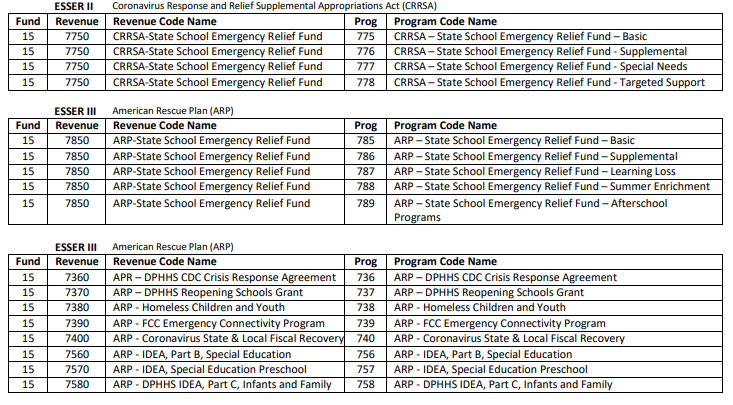 ESSER II Coronavirus Response and Relief Supplemental Appropriations Act (CRRSA)
Fund Revenue Revenue Code Name Prog Program Code Name
15 7750 CRRSA-State School Emergency Relief Fund 775 CRRSA – State School Emergency Relief Fund – Basic
15 7750 CRRSA-State School Emergency Relief Fund 776 CRRSA – State School Emergency Relief Fund - Supplemental
15 7750 CRRSA-State School Emergency Relief Fund 777 CRRSA – State School Emergency Relief Fund - Special Needs
15 7750 CRRSA-State School Emergency Relief Fund 778 CRRSA – State School Emergency Relief Fund - Targeted Support
ESSER III American Rescue Plan (ARP)
Fund Revenue Revenue Code Name Prog Program Code Name
15 7850 ARP-State School Emergency Relief Fund 785 ARP – State School Emergency Relief Fund – Basic
15 7850 ARP-State School Emergency Relief Fund 786 ARP – State School Emergency Relief Fund – Supplemental
15 7850 ARP-State School Emergency Relief Fund 787 ARP – State School Emergency Relief Fund – Learning Loss
15 7850 ARP-State School Emergency Relief Fund 788 ARP – State School Emergency Relief Fund – Summer Enrichment
15 7850 ARP-State School Emergency Relief Fund 789 ARP – State School Emergency Relief Fund – Afterschool
Programs
ESSER III American Rescue Plan (ARP)
Fund Revenue Revenue Code Name Prog Program Code Name
15 7360 APR – DPHHS CDC Crisis Response Agreement 736 ARP – DPHHS CDC Crisis Response Agreement
15 7370 ARP – DPHHS Reopening Schools Grant 737 ARP – DPHHS Reopening Schools Grant
15 7380 ARP - Homeless Children and Youth 738 ARP - Homeless Children and Youth
15 7390 ARP - FCC Emergency Connectivity Program 739 ARP - FCC Emergency Connectivity Program
15 7400 ARP - Coronavirus State & Local Fiscal Recovery 740 ARP - Coronavirus State & Local Fiscal Recovery
15 7560 ARP - IDEA, Part B, Special Education 756 ARP - IDEA, Part B, Special Education
15 7570 ARP - IDEA, Special Education Preschool 757 ARP - IDEA, Special Education Preschool
15 7580 ARP - DPHHS IDEA, Part C, Infants and Family 758 ARP - DPHHS IDEA, Part C, Infants and Family